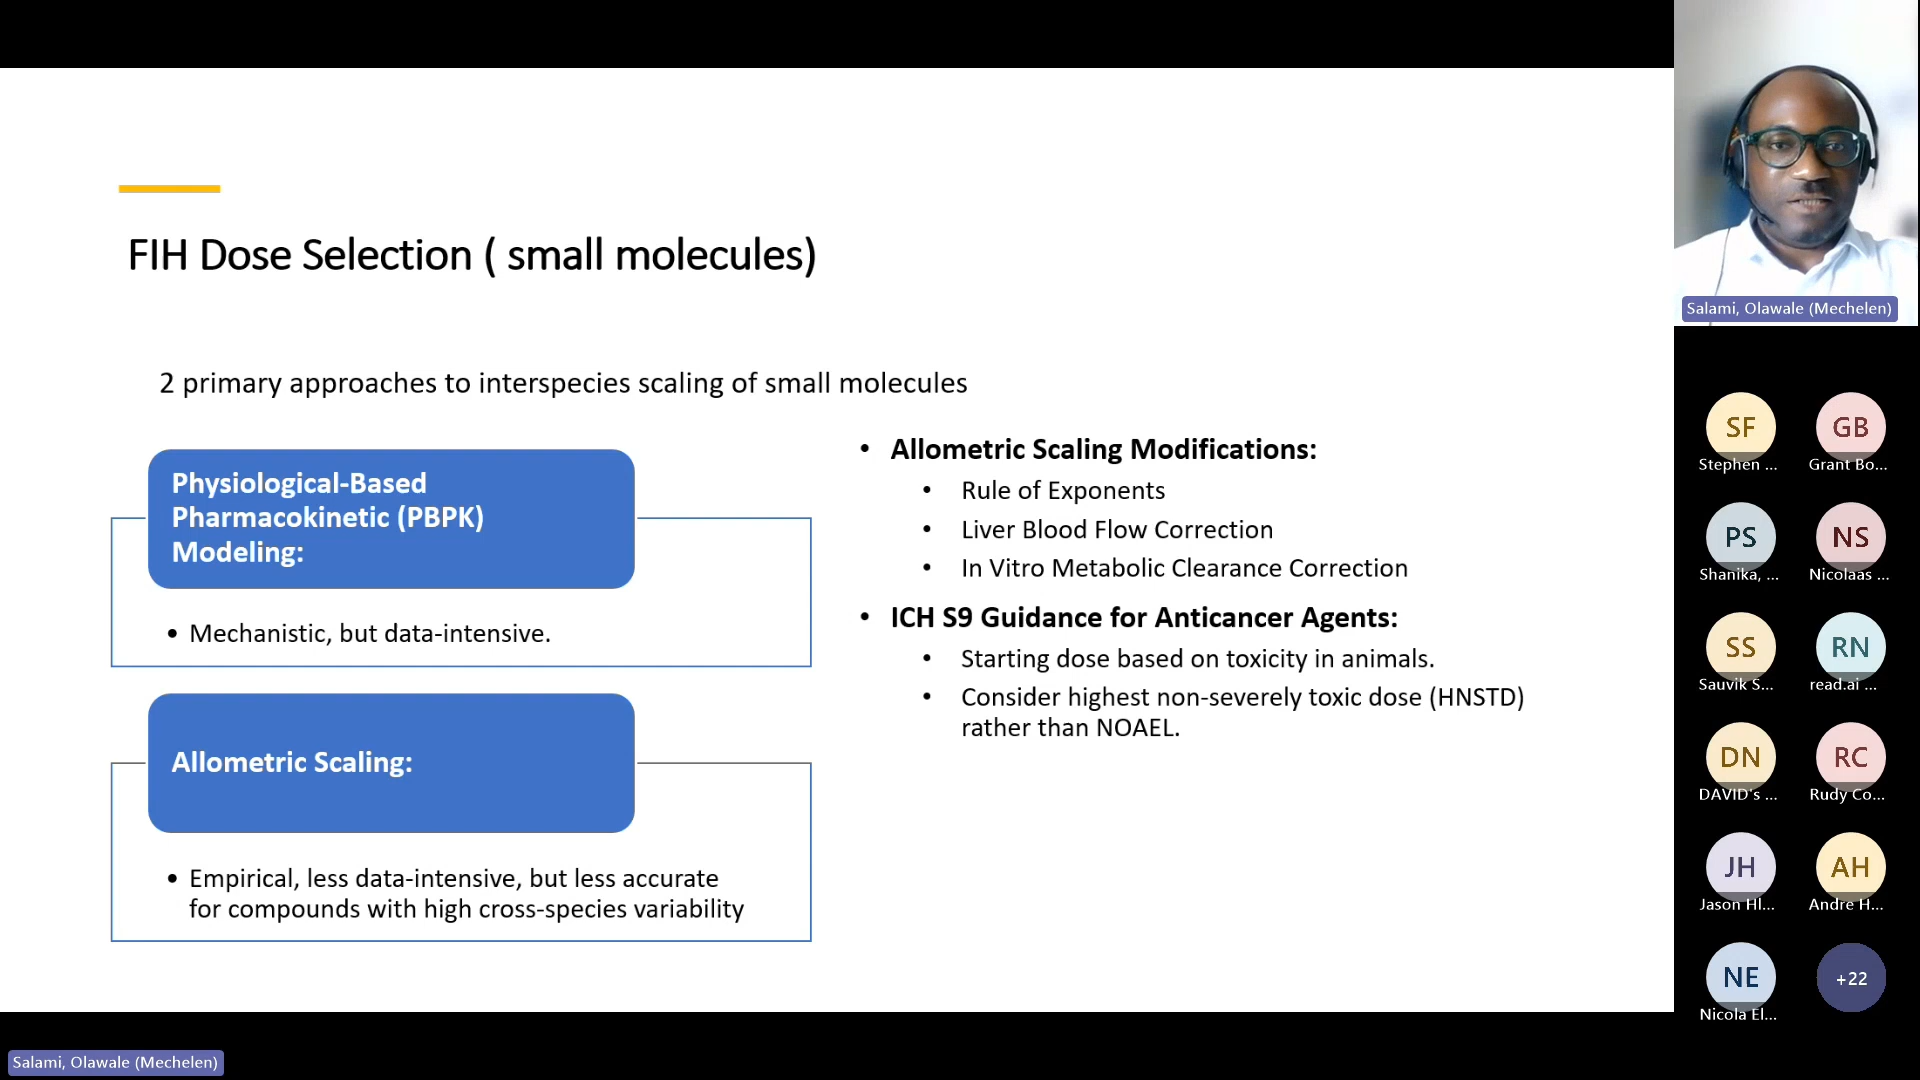 FIH Dose Selection ( small molecules)
2 primary approaches to interspecies scaling of small molecules
Physiological-Based
Pharmacokinetic (PBPK)
Modeling:
• Mechanistic, but data-intensive.
Allometric Scaling:
• Empirical, less data-intensive, but less accurate
for compounds with high cross-species variability
• Allometric Scaling Modifications:
• Rule of Exponents
• Liver Blood Flow Correction
• In Vitro Metabolic Clearance Correction
• ICH S9 Guidance for Anticancer Agents:
• Starting dose based on toxicity in animals.
• Consider highest non-severely toxic dose (HNSTD)
rather than NOAEL.
Salami, Olawale (Mechelen)
SF
Stephen ...
GB
Grant Bo...
PS
Shanika, ...
NS
Nicolaas ...
SS
Sauvik S...
RN
read.ai ...
DN
DAVID's ...
RC
Rudy Co...
JH
Jason Hl...
AH
Andre H...
NE
Nicola El...
+22
Salami, Olawale (Mechelen)